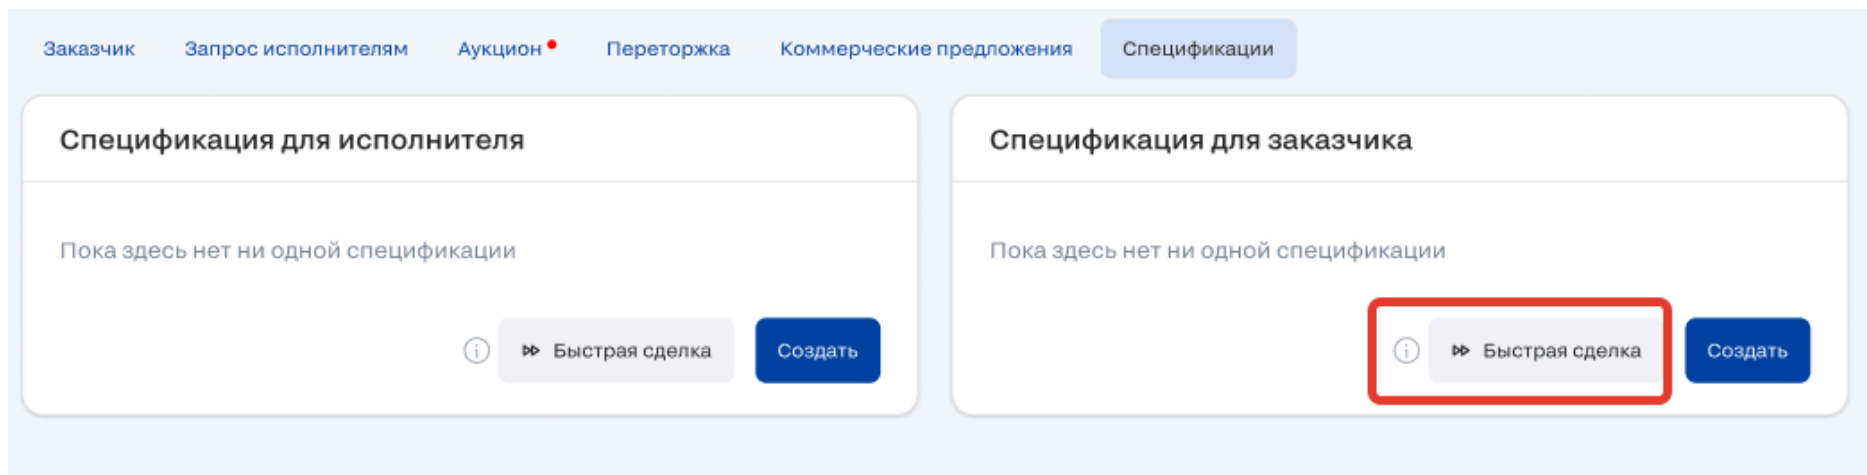 Заказчик Запрос исполнителям Аукцион Переторжка Коммерческие предложения Спецификации
Спецификация для исполнителя
Пока здесь нет ни одной спецификации
Быстрая сделка Создать
Спецификация для заказчика
Пока здесь нет ни одной спецификации
Быстрая сделка Создать